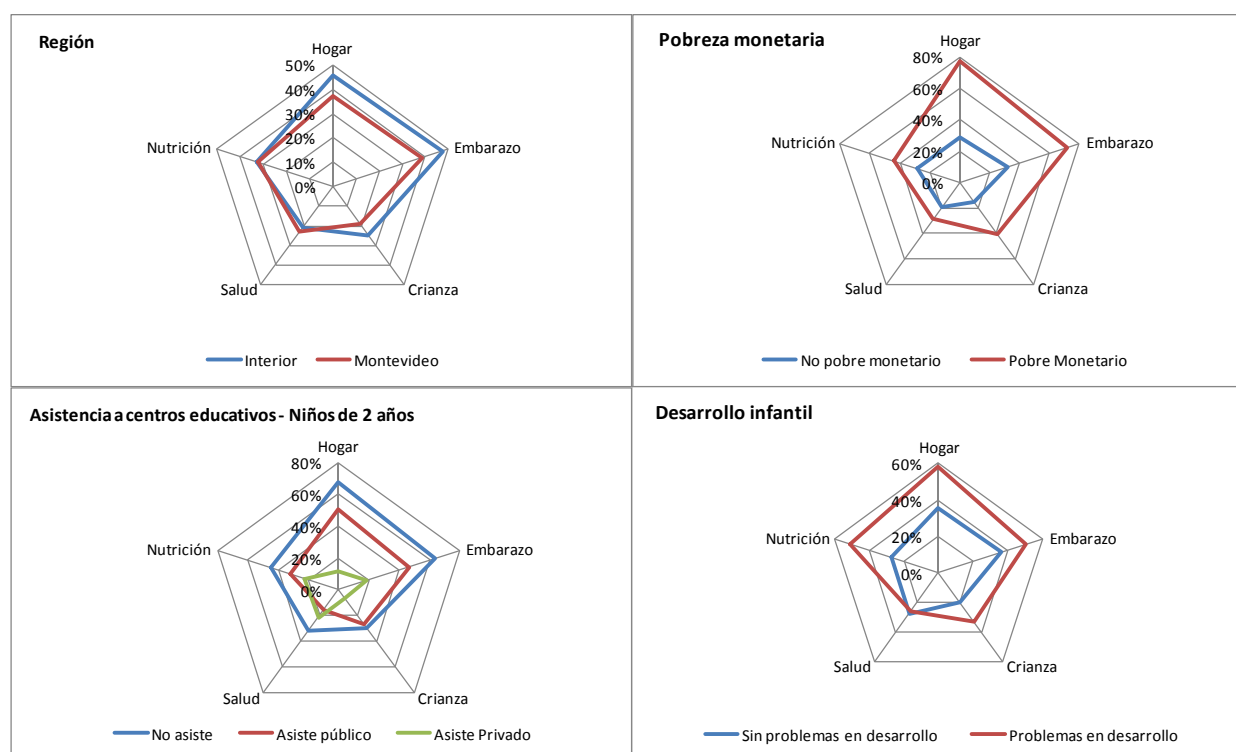 Región
Hogar
50%
40%
30%
20%
10%
0%
Nutrición
Embarazo
Salud
Crianza
Interior
Montevideo
Pobreza monetaria
Hogar
80%
60%
40%
20%
0%
Nutrición
Embarazo
Salud
Crianza
No pobre monetario
Pobre Monetario
Asistencia a centros educativos - Niños de 2 años
Hogar
80%
60%
40%
20%
0%
Nutrición
Embarazo
Salud
Crianza
No asiste
Asiste público
Asiste Privado
Desarrollo infantil
Hogar
60%
40%
20%
0%
Nutrición
Embarazo
Salud
Crianza
Sin problemas en desarrollo
Problemas en desarrollo